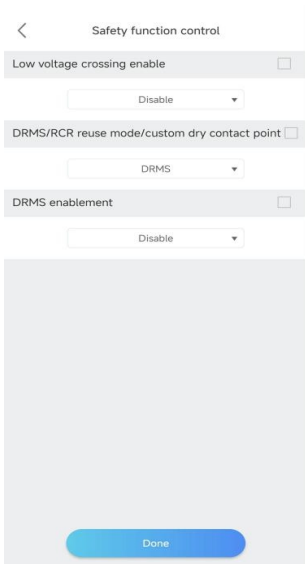 Safety function control
Low voltage crossing enable
Disable
DRMS/RCR reuse mode/custom dry contact point
DRMS
DRMS enablement
Disable
Done